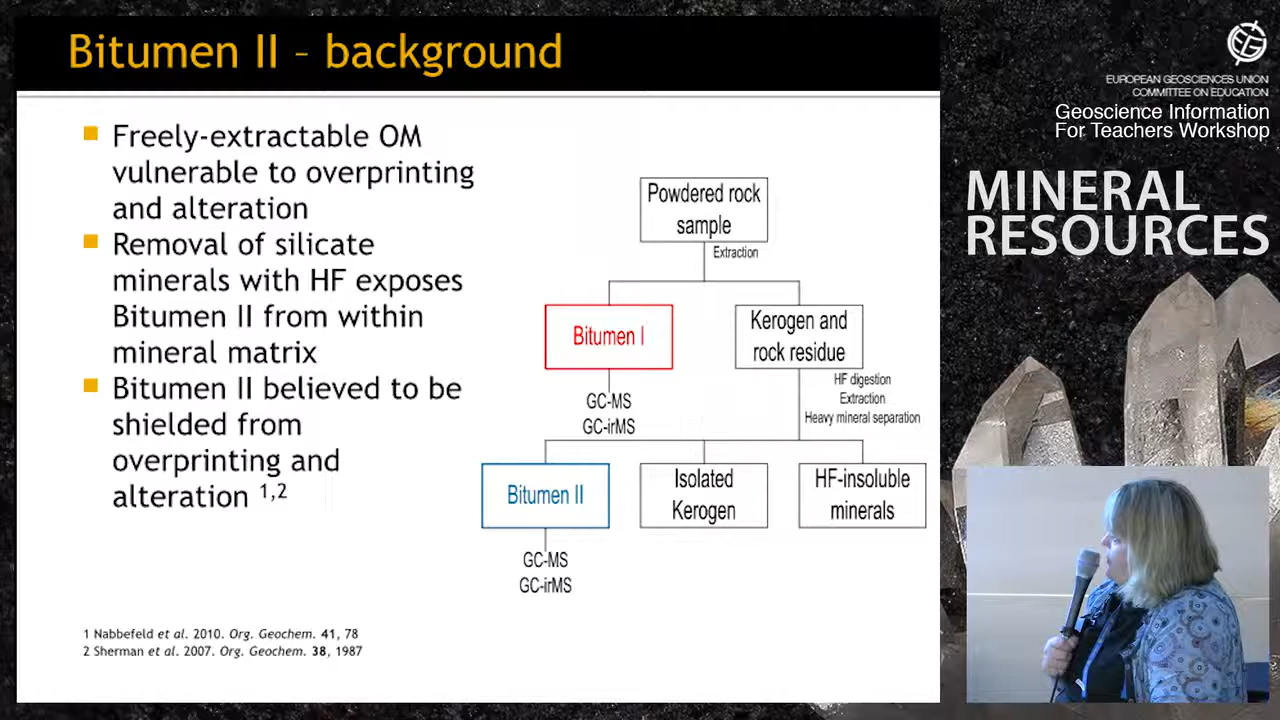 Bitumen II – background
Freely-extractable OM
vulnerable to overprinting
and alteration
Removal of silicate
minerals with HF exposes
Bitumen II from within
mineral matrix
Bitumen II believed to be
shielded from
overprinting and
alteration 1,2
Powdered rock
sample
Extraction
Bitumen I
Kerogen and
rock residue
GC-MS
GC-irMS
HF digestion
Extraction
Heavy mineral separation
Bitumen II
Isolated
Kerogen
HF-insoluble
minerals
GC-MS
GC-irMS
1 Nabbefeld et al. 2010. Org. Geochem. 41, 78
2 Sherman et al. 2007. Org. Geochem. 38, 1987
EUROPEAN GEOSCIENCES UNION
COMMITTEE ON EDUCATION
Geoscience Information
For Teachers Workshop
MINERAL
RESOURCES